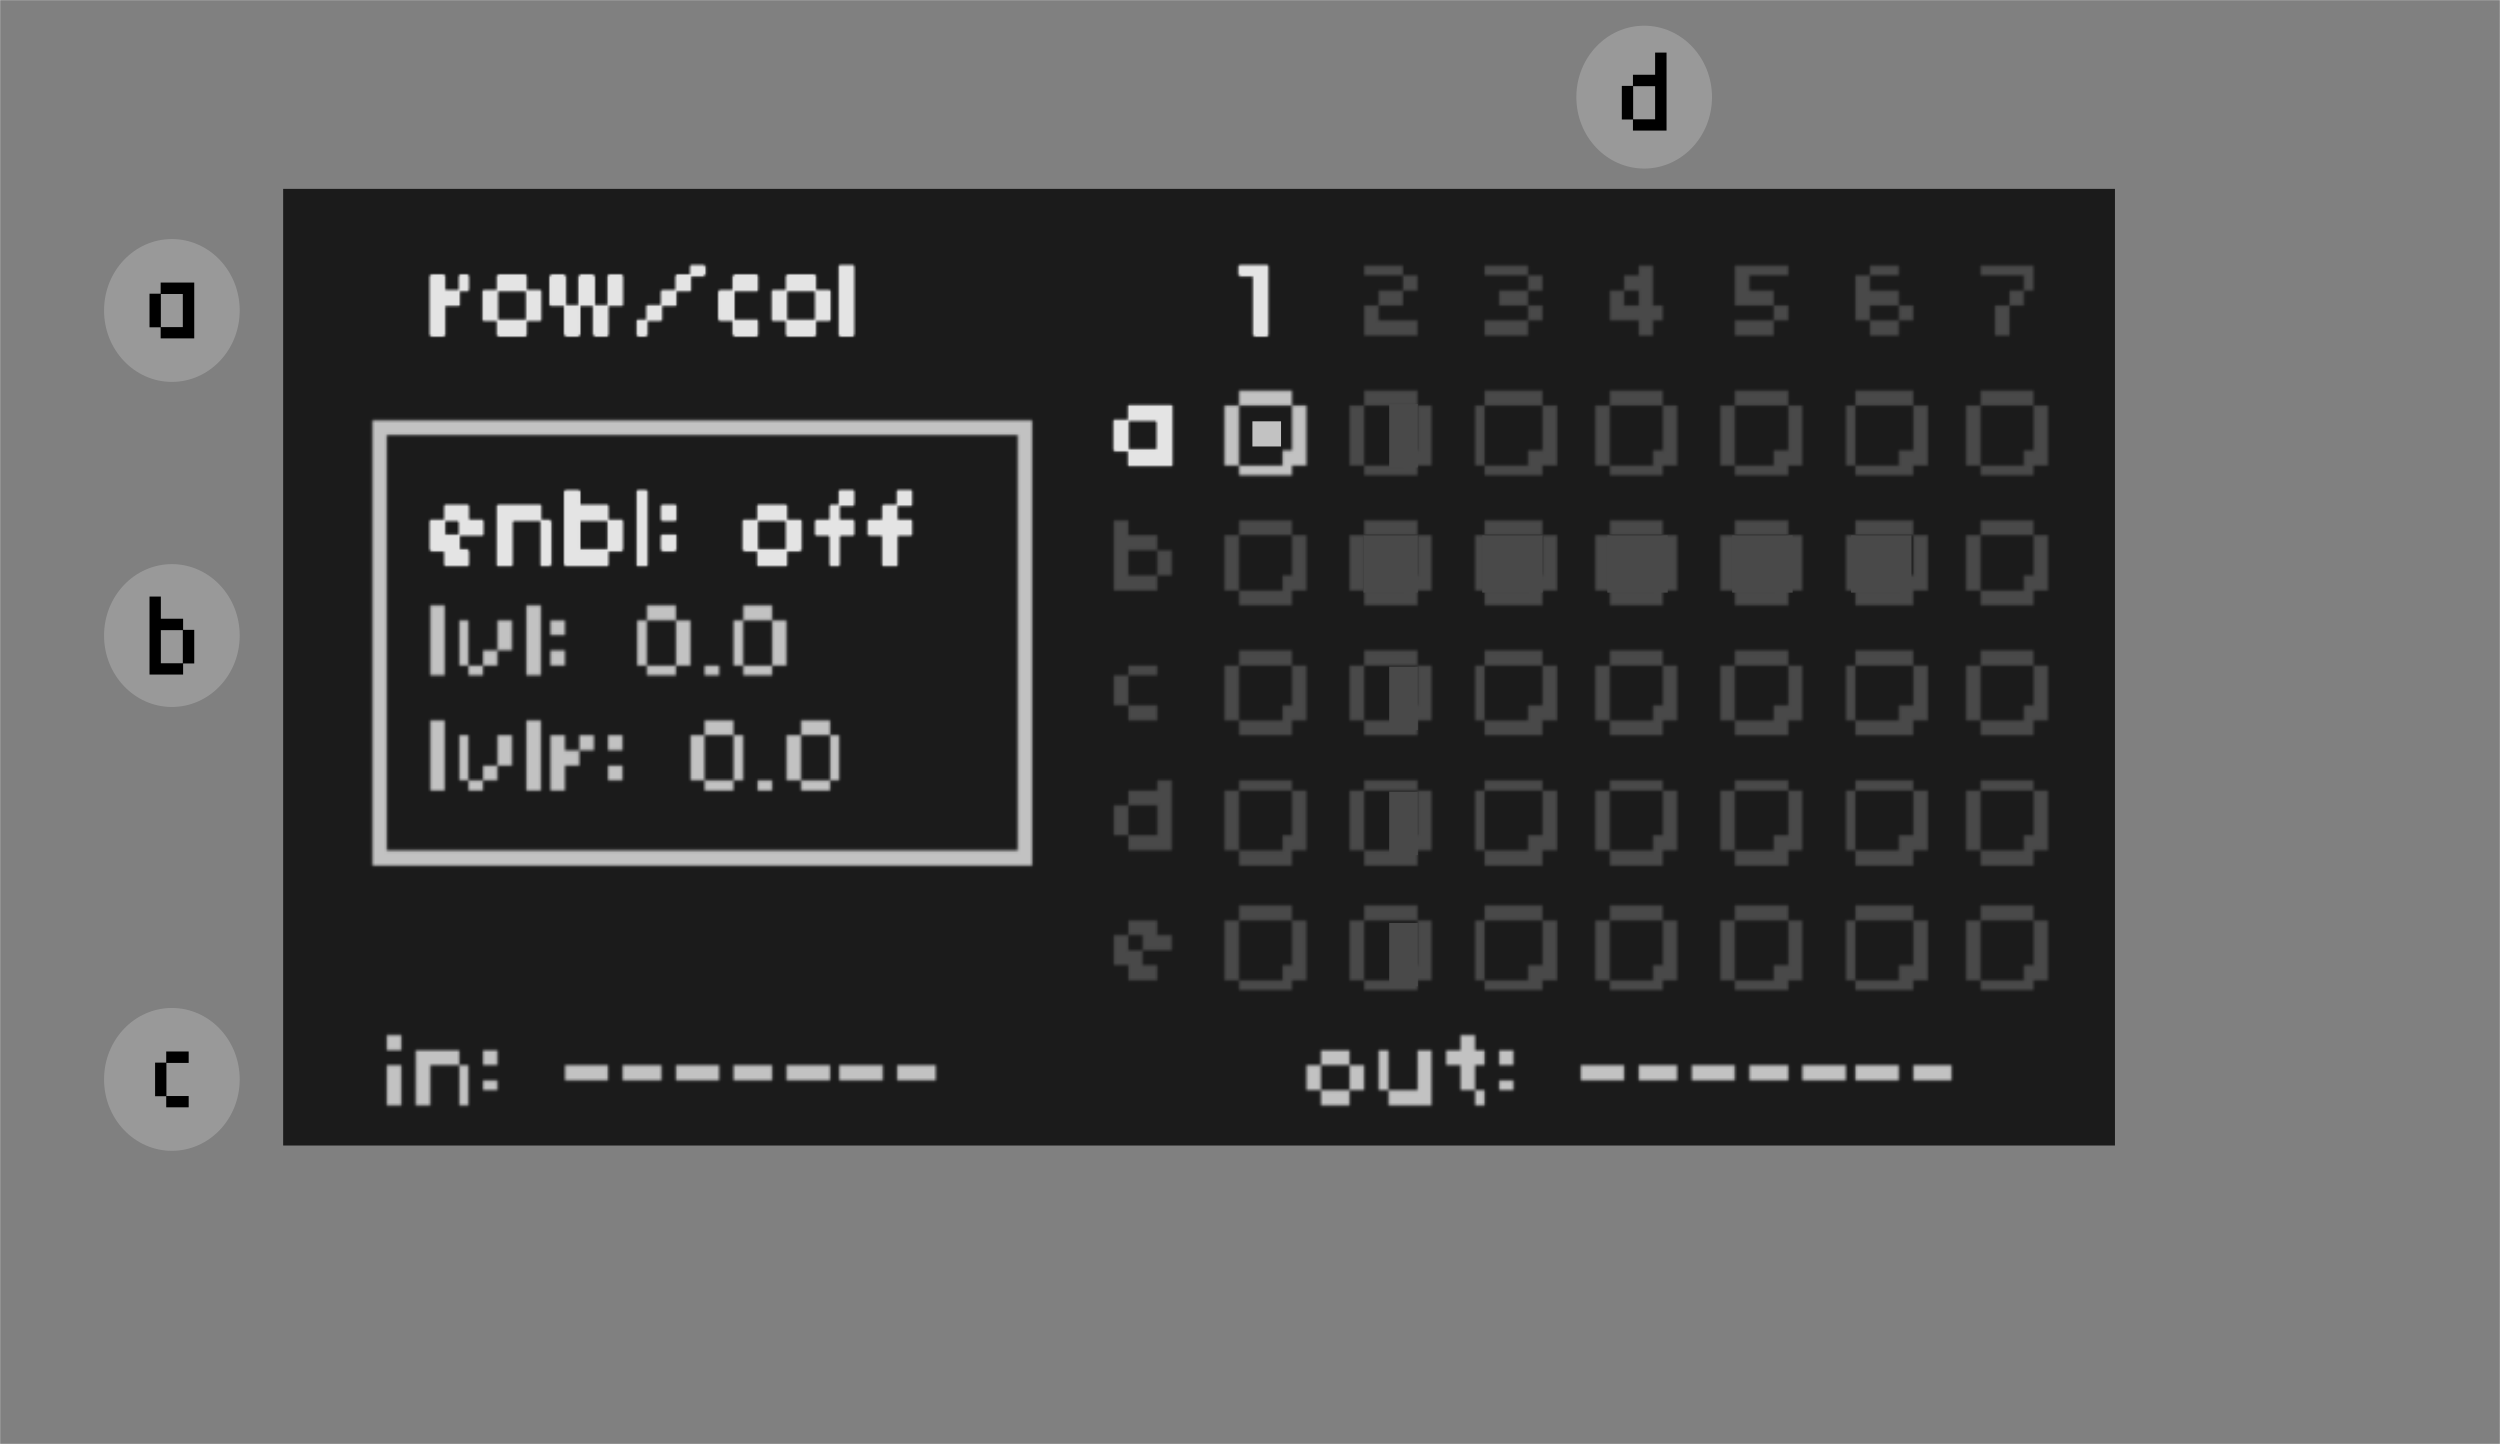 d
a
row/col 1 2 3 4 5 6 7
a
enbl: off
b
b
lvl: 0.0
c
lvlr: 0.0
d
e
c
in: ------- out: -------